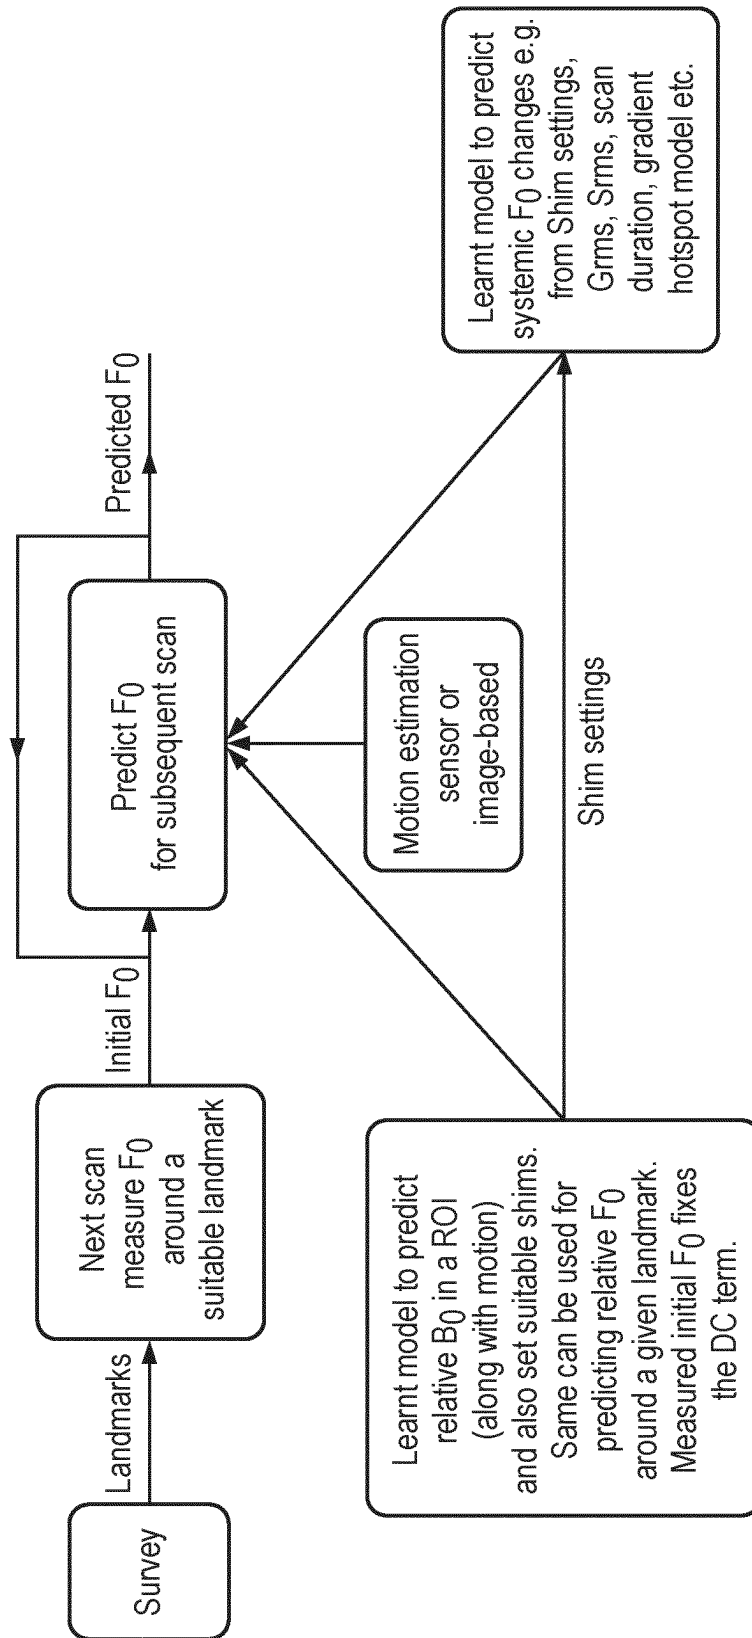 Survey
Landmarks
Next scan
measure F0
around a
suitable landmark
Initial F0
Predict F0
for subsequent scan
Predicted F0
Motion estimation
sensor or
image-based
Learnt model to predict
relative B0 in a ROI
(along with motion)
and also set suitable shims.
Same can be used for
predicting relative F0
around a given landmark.
Measured initial F0 fixes
the DC term.
Shim settings
Learnt model to predict
systemic F0 changes e.g.
from Shim settings,
Grms, Srms, scan
duration, gradient
hotspot model etc.